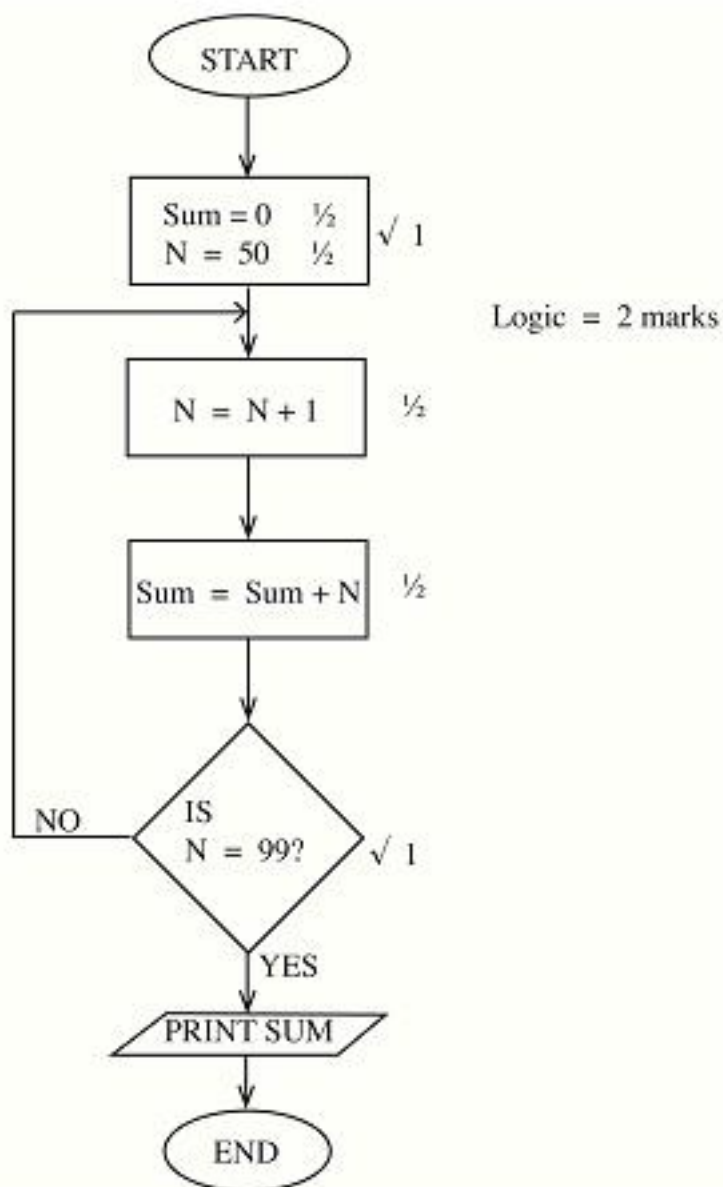 START
Sum = 0 ½
N = 50 ½
√ 1
Logic = 2 marks
N = N + 1 ½
Sum = Sum + N ½
IS
N = 99?
√ 1
NO
YES
PRINT SUM
END